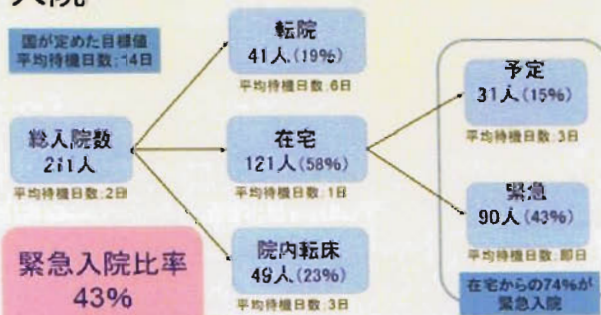 国が定めた目標値
平均待機日数:14日
転院
41人(19%)
平均待機日数:6日
総入院数
211人
平均待機日数:2日
在宅
121人(58%)
平均待機日数:1日
院内転床
49人(23%)
平均待機日数:3日
予定
31人(15%)
平均待機日数:3日
緊急
90人(43%)
平均待機日数:即日
在宅からの74%が
緊急入院
緊急入院比率
43%